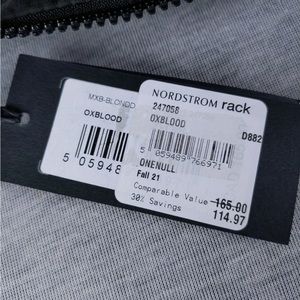 MXB-BLONDD
OXBLOOD
5 05948
NORDSTROM rack
247058
OXBLOOD
D882
5 059489 766971
ONENULL
Fall 21
Comparable Value 165.00
30% Savings 114.97